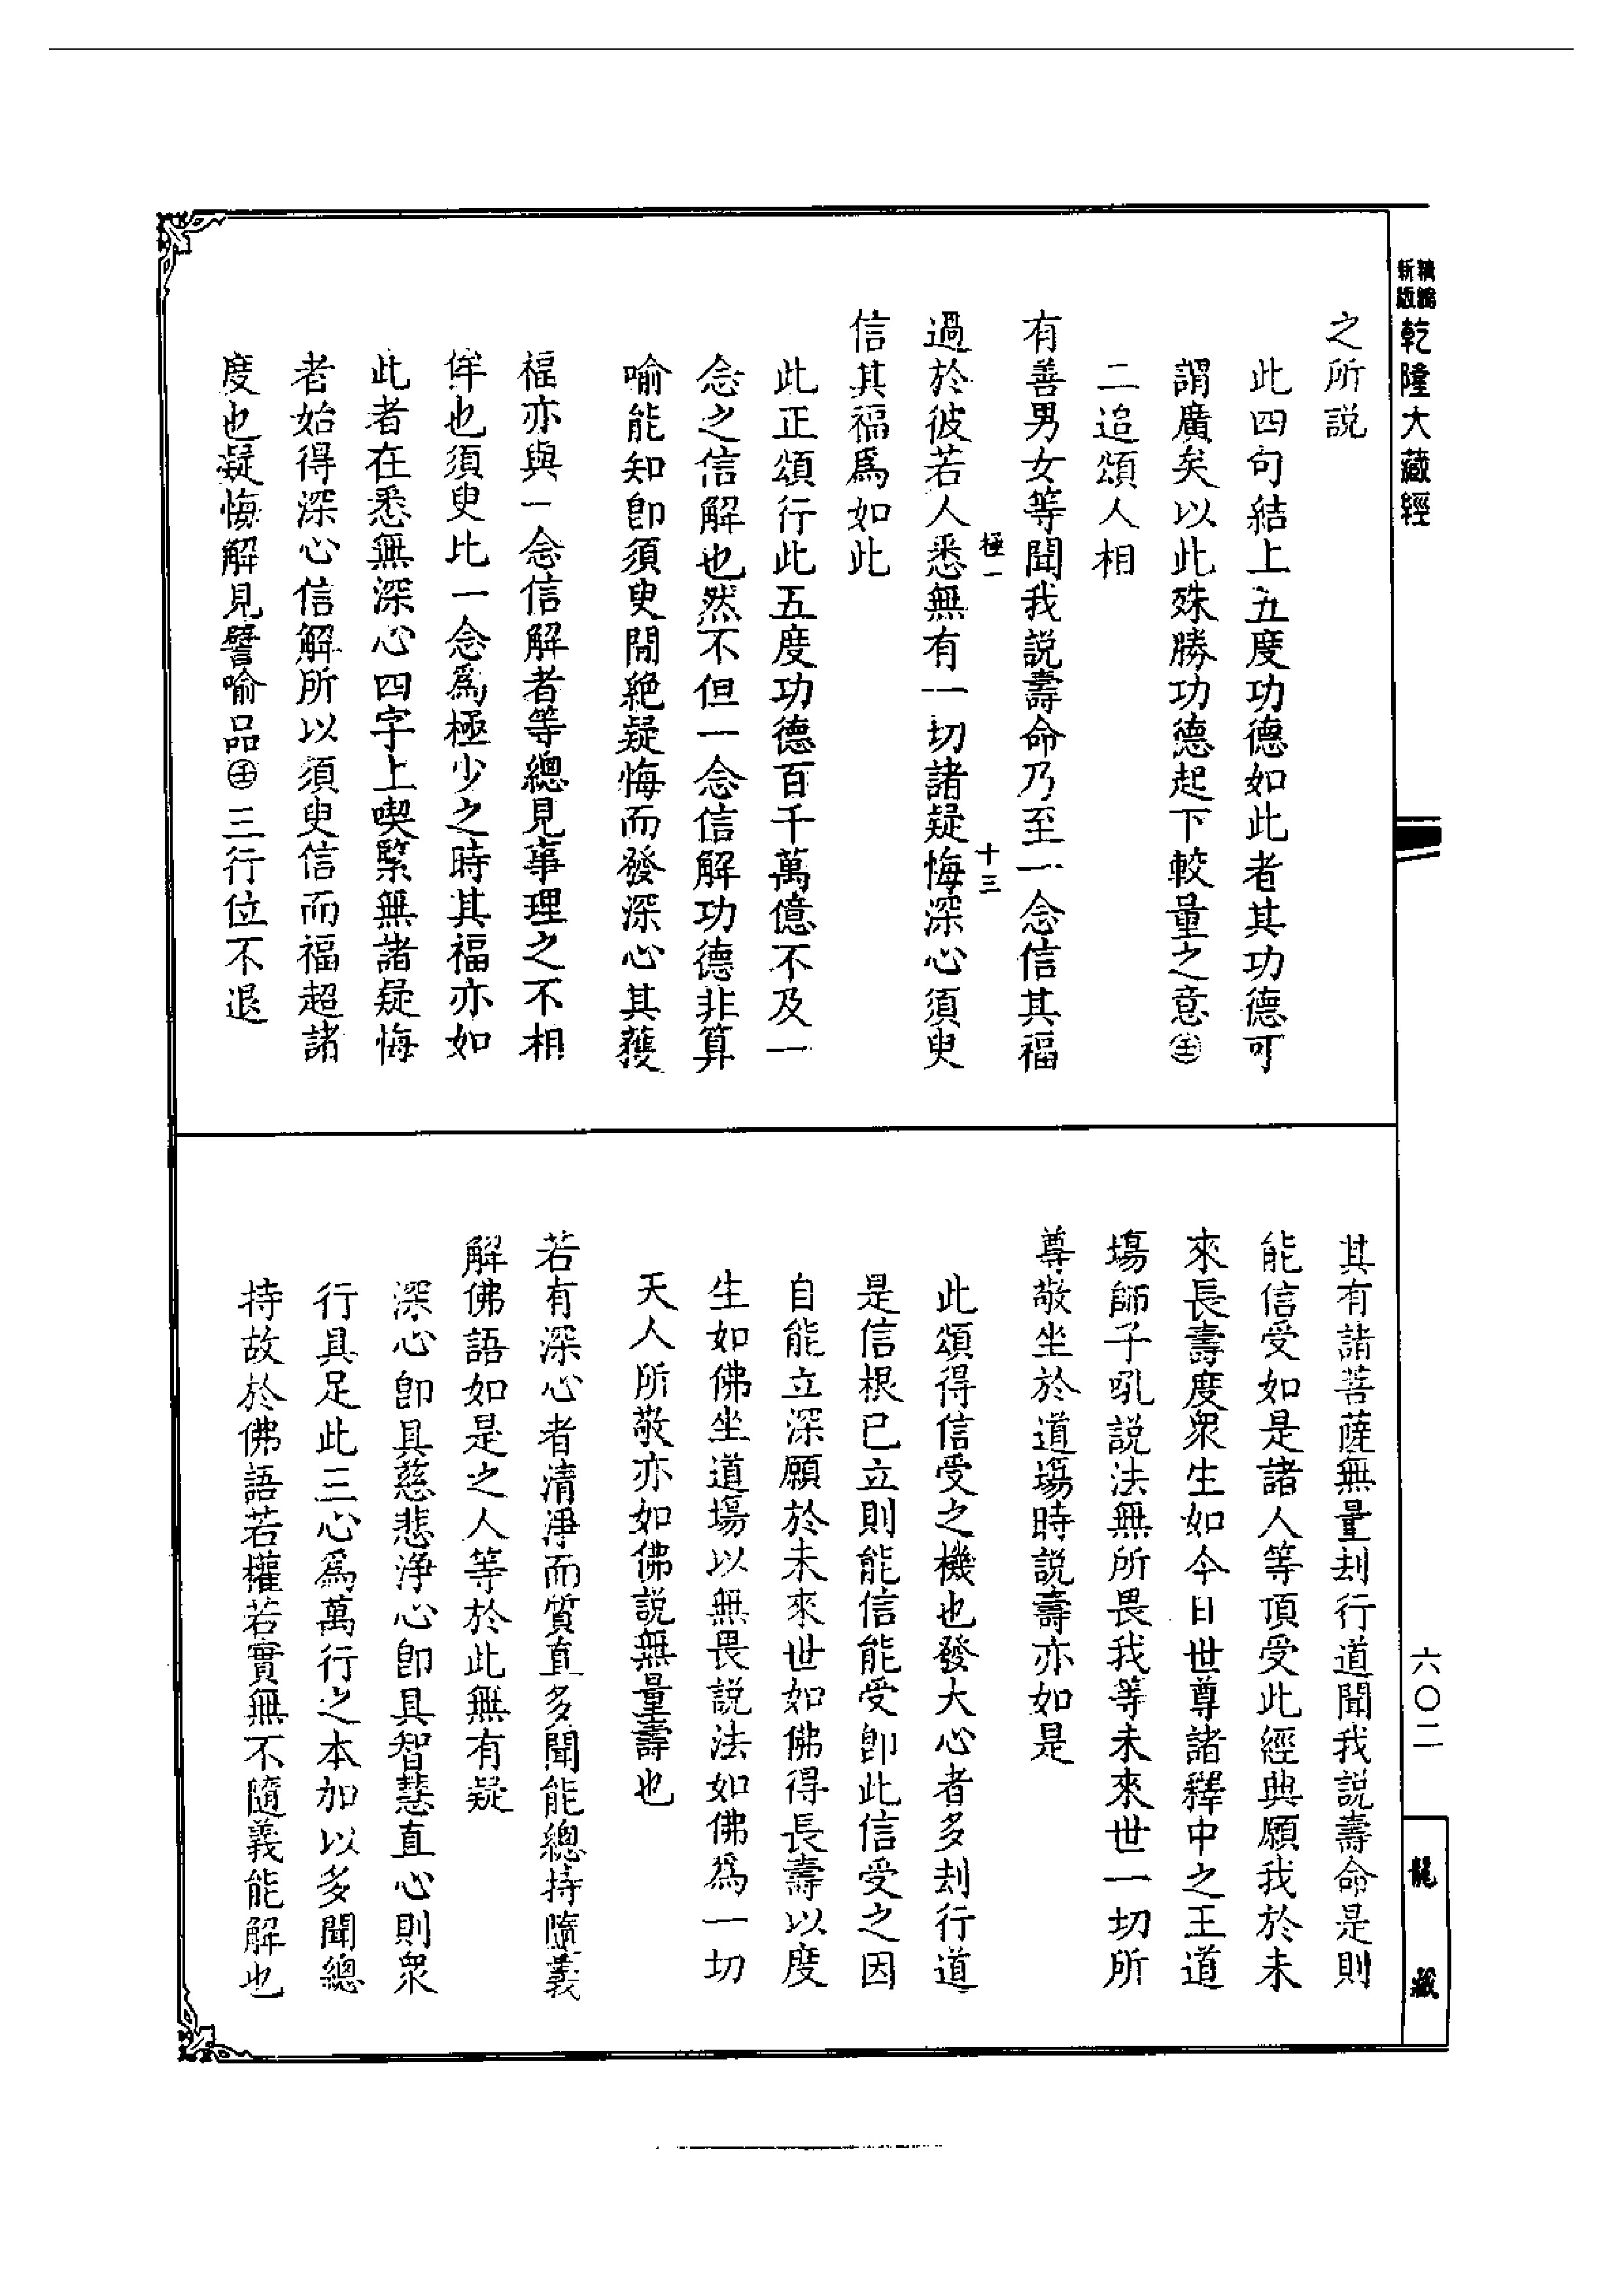 精編
新版
乾隆大藏經
六〇二
龍藏
之所說
此四句結上五度功德如此者其功德可
謂廣矣以此殊勝功德起下較量之意㊏
二追頌人相
有善男女等聞我說壽命乃至一念信其福
極一
十三
過於彼若人悉無有一切諸疑悔深心須臾
信其福爲如此
此正頌行此五度功德百千萬億不及一
念之信解也然不但一念信解功德非算
喻能知卽須臾間絶疑悔而發深心其獲
福亦與一念信解者等總見事理之不相
侔也須臾比一念爲極少之時其福亦如
此者在悉無深心四字上喫緊無諸疑悔
者始得深心信解所以須臾信而福超諸
度也疑悔解見譬喻品㊏三行位不退
其有諸菩薩無量刦行道聞我説壽命是則
能信受如是諸人等頂受此經典願我於未
來長壽度衆生如今日世尊諸釋中之王道
塲師子吼説法無所畏我等未來世一切所
尊敬坐於道塲時説壽亦如是
此頌得信受之機也發大心者多刦行道
是信根已立則能信能受卽此信受之因
自能立深願於未來世如佛得長壽以度
生如佛坐道塲以無畏説法如佛爲一切
天人所敬亦如佛説無量壽也
若有深心者清淨而質直多聞能總持隨義
解佛語如是之人等於此無有疑
深心卽具慈悲淨心卽具智慧直心則衆
行具足此三心爲萬行之本加以多聞總
持故於佛語若權若實無不隨義能解也